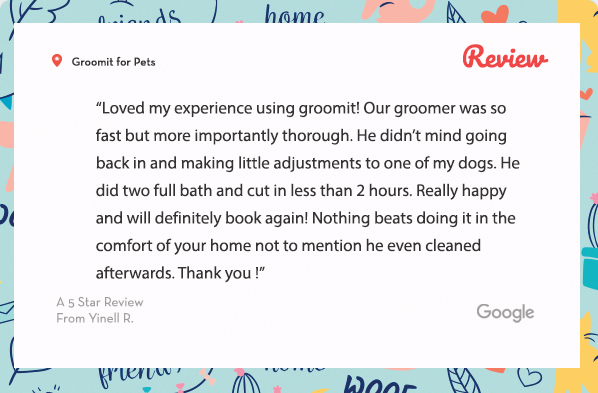 friends
home
Groomit for Pets
Review
“Loved my experience using groomit! Our groomer was so
fast but more importantly thorough. He didn’t mind going
back in and making little adjustments to one of my dogs. He
did two full bath and cut in less than 2 hours. Really happy
and will definitely book again! Nothing beats doing it in the
comfort of your home not to mention he even cleaned
afterwards. Thank you !”
A 5 Star Review
From Yinell R.
Google
friend
home
woof